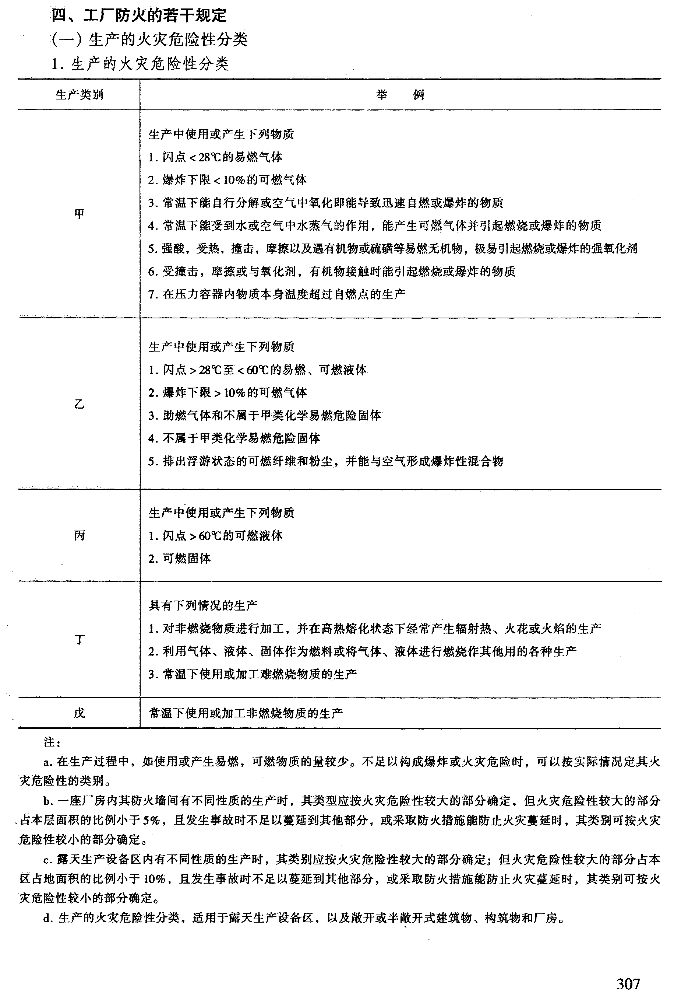 四、工厂防火的若干规定
(一) 生产的火灾危险性分类
1. 生产的火灾危险性分类
生产类别 举 例
甲
生产中使用或产生下列物质
1. 闪点<28℃的易燃气体
2. 爆炸下限<10%的可燃气体
3. 常温下能自行分解或空气中氧化即能导致迅速自燃或爆炸的物质
4. 常温下能受到水或空气中水蒸气的作用，能产生可燃气体并引起燃烧或爆炸的物质
5. 强酸，受热，撞击，摩擦以及遇有机物或硫磺等易燃无机物，极易引起燃烧或爆炸的强氧化剂
6. 受撞击，摩擦或与氧化剂，有机物接触时能引起燃烧或爆炸的物质
7. 在压力容器内物质本身温度超过自燃点的生产
乙
生产中使用或产生下列物质
1. 闪点>28℃至<60℃的易燃、可燃液体
2. 爆炸下限>10%的可燃气体
3. 助燃气体和不属于甲类化学易燃危险固体
4. 不属于甲类化学易燃危险固体
5. 排出浮游状态的可燃纤维和粉尘，并能与空气形成爆炸性混合物
丙
生产中使用或产生下列物质
1. 闪点>60℃的可燃液体
2. 可燃固体
丁
具有下列情况的生产
1. 对非燃烧物质进行加工，并在高热熔化状态下经常产生辐射热、火花或火焰的生产
2. 利用气体、液体、固体作为燃料或将气体、液体进行燃烧作其他用的各种生产
3. 常温下使用或加工难燃烧物质的生产
戊 常温下使用或加工非燃烧物质的生产
注：
a. 在生产过程中，如使用或产生易燃，可燃物质的量较少。不足以构成爆炸或火灾危险时，可以按实际情况定其火
灾危险性的类别。
b. 一座厂房内其防火墙间有不同性质的生产时，其类型应按火灾危险性较大的部分确定，但火灾危险性较大的部分
占本层面积的比例小于5%，且发生事故时不足以蔓延到其他部分，或采取防火措施能防止火灾蔓延时，其类别可按火灾
危险性较小的部分确定。
c. 露天生产设备区内有不同性质的生产时，其类别应按火灾危险性较大的部分确定；但火灾危险性较大的部分占本
区占地面积的比例小于10%，且发生事故时不足以蔓延到其他部分，或采取防火措施能防止火灾蔓延时，其类别可按火
灾危险性较小的部分确定。
d. 生产的火灾危险性分类，适用于露天生产设备区，以及敞开或半敞开式建筑物、构筑物和厂房。
307